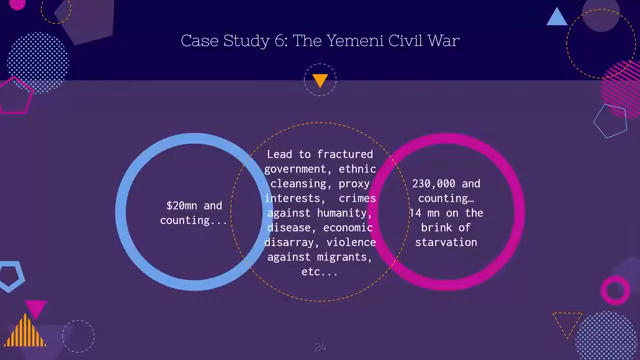 Case Study 6: The Yemeni Civil War
$20mn and
counting...
Lead to fractured
government, ethnic
cleansing, proxy
interests, crimes
against humanity,
disease, economic
disarray, violence
against migrants,
etc...
230,000 and
counting…
14 mn on the
brink of
starvation
24